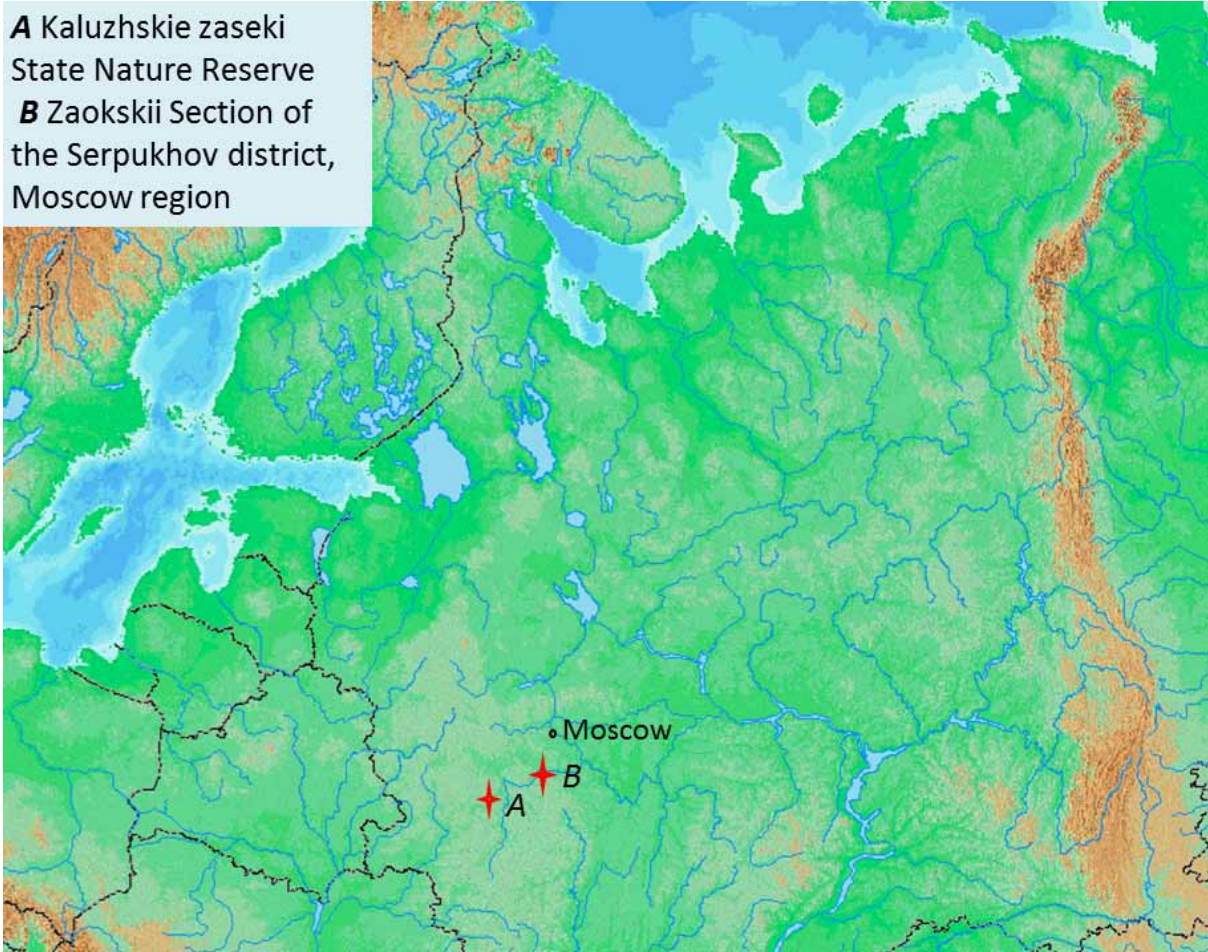 A Kaluzhskie zaseki
State Nature Reserve
B Zaokskii Section of
the Serpukhov district,
Moscow region
Moscow
B
A